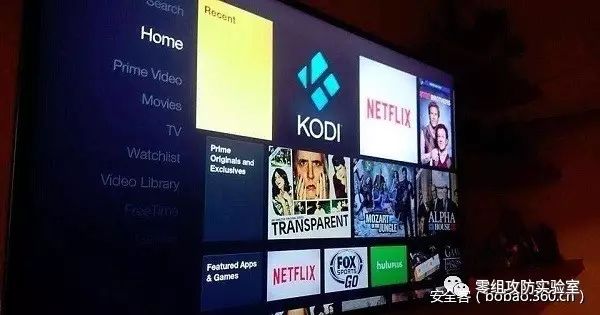 Search
Recent
Home
Prime Video
Movies
TV
Watchlist
Video Library
FreeTime
KODI
NETFLIX
Prime
Originals and
Exclusives
TRANSPARENT
MOZART
IN THE
JUNGLE
ALPHA
HOUSE
Featured Apps
& Games
NETFLIX
FOX
SPORTS
GO
huluPLUS
零组攻防实验室
安全客（bobao.360.cn）